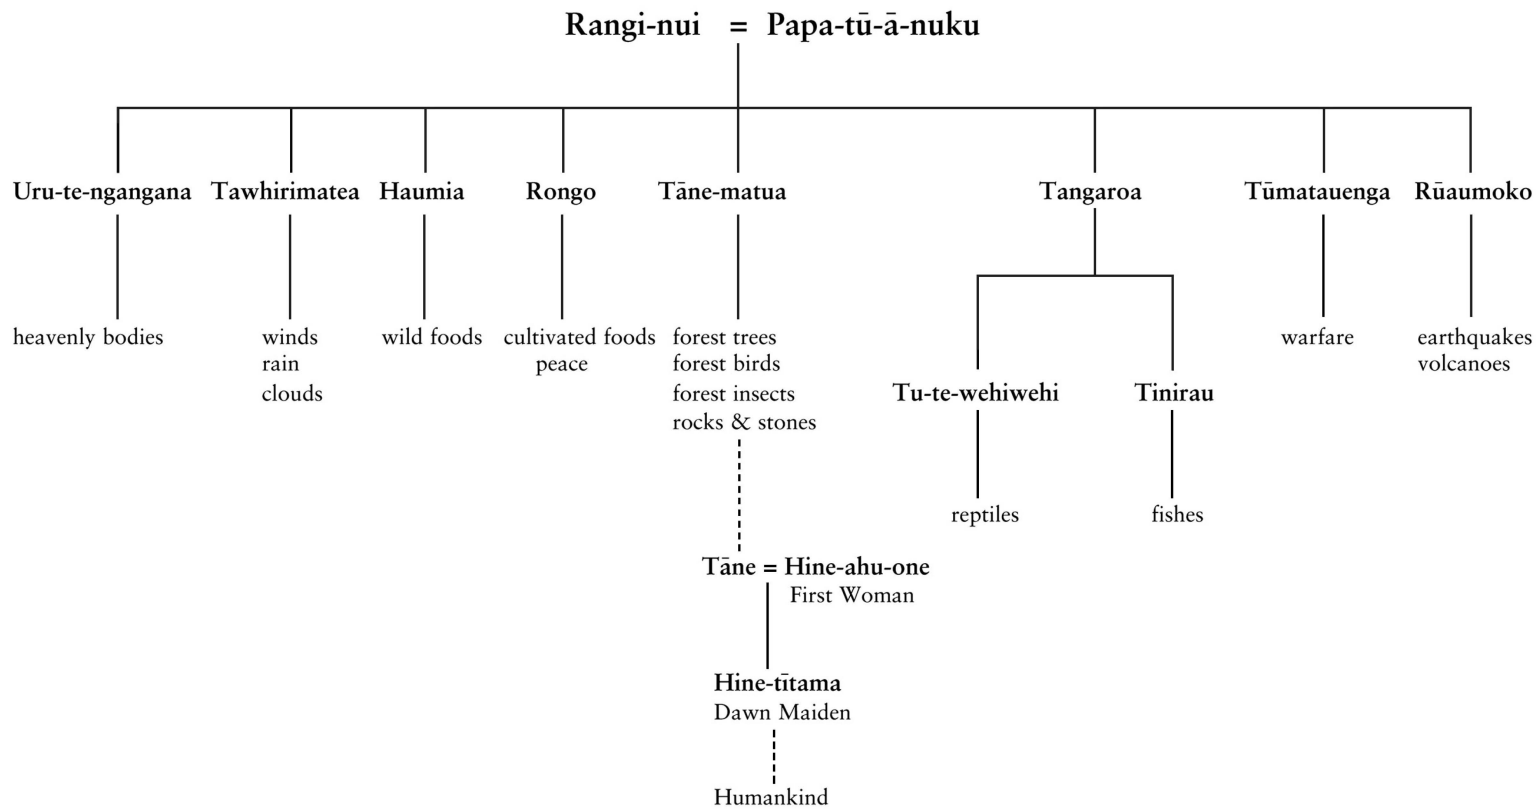 Rangi-nui = Papa-tū-ā-nuku
Uru-te-ngangana Tawhirimatea Haumia Rongo Tāne-matua Tangaroa Tūmatauenga Rūaumoko
heavenly bodies
winds
rain
clouds
wild foods
cultivated foods
peace
forest trees
forest birds
forest insects
rocks & stones
warfare
earthquakes
volcanoes
Tu-te-wehiwehi Tinirau
reptiles fishes
Tāne = Hine-ahu-one
First Woman
Hine-tītama
Dawn Maiden
Humankind